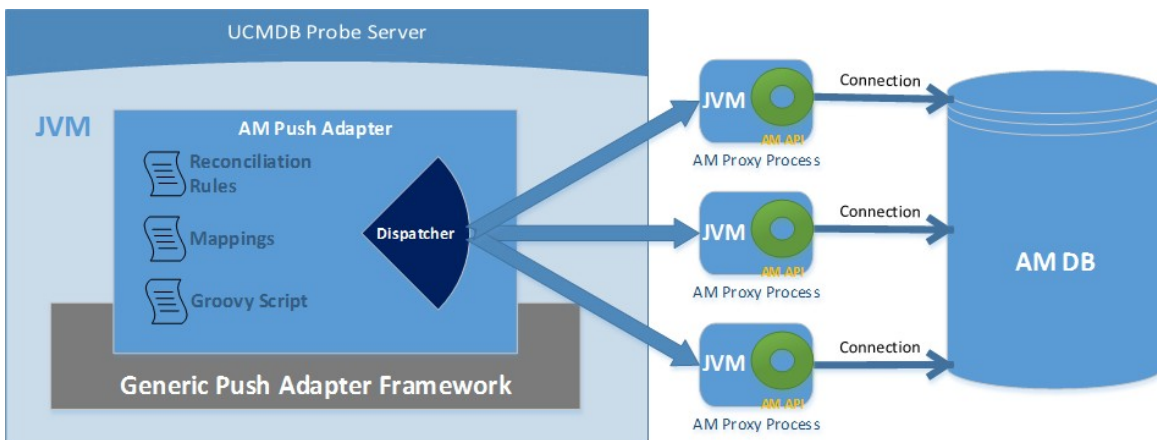 UCMDB Probe Server
JVM
AM Push Adapter
Reconciliation
Rules
Mappings
Groovy Script
Dispatcher
Generic Push Adapter Framework
JVM
AM API
AM Proxy Process
Connection
JVM
AM API
AM Proxy Process
Connection
JVM
AM API
AM Proxy Process
Connection
AM DB